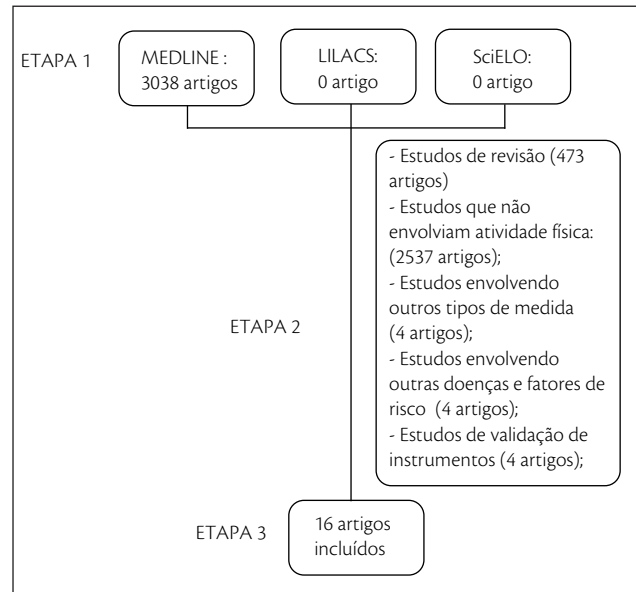 ETAPA 1
MEDLINE :
3038 artigos
LILACS:
0 artigo
SciELO:
0 artigo
ETAPA 2
- Estudos de revisão (473
artigos)
- Estudos que não
envolviam atividade física:
(2537 artigos);
- Estudos envolvendo
outros tipos de medida
(4 artigos);
- Estudos envolvendo
outras doenças e fatores de
risco (4 artigos);
- Estudos de validação de
instrumentos (4 artigos);
ETAPA 3
16 artigos
incluídos